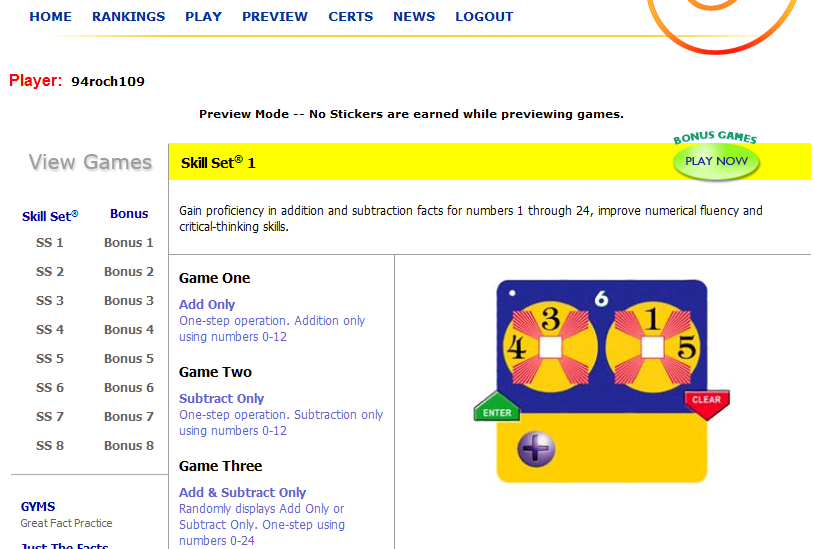 HOME RANKINGS PLAY PREVIEW CERTS NEWS LOGOUT
Player: 94roch109
Preview Mode -- No Stickers are earned while previewing games.
View Games
Skill Set® 1
BONUS GAMES
PLAY NOW
Skill Set® Bonus
SS 1 Bonus 1
SS 2 Bonus 2
SS 3 Bonus 3
SS 4 Bonus 4
SS 5 Bonus 5
SS 6 Bonus 6
SS 7 Bonus 7
SS 8 Bonus 8
GYMS
Great Fact Practice
Just The Facts
Gain proficiency in addition and subtraction facts for numbers 1 through 24, improve numerical fluency and
critical-thinking skills.
Game One
Add Only
One-step operation. Addition only
using numbers 0-12
Game Two
Subtract Only
One-step operation. Subtraction only
using numbers 0-12
Game Three
Add & Subtract Only
Randomly displays Add Only or
Subtract Only. One-step using
numbers 0-24
6
3 1
4 5
ENTER
CLEAR
+